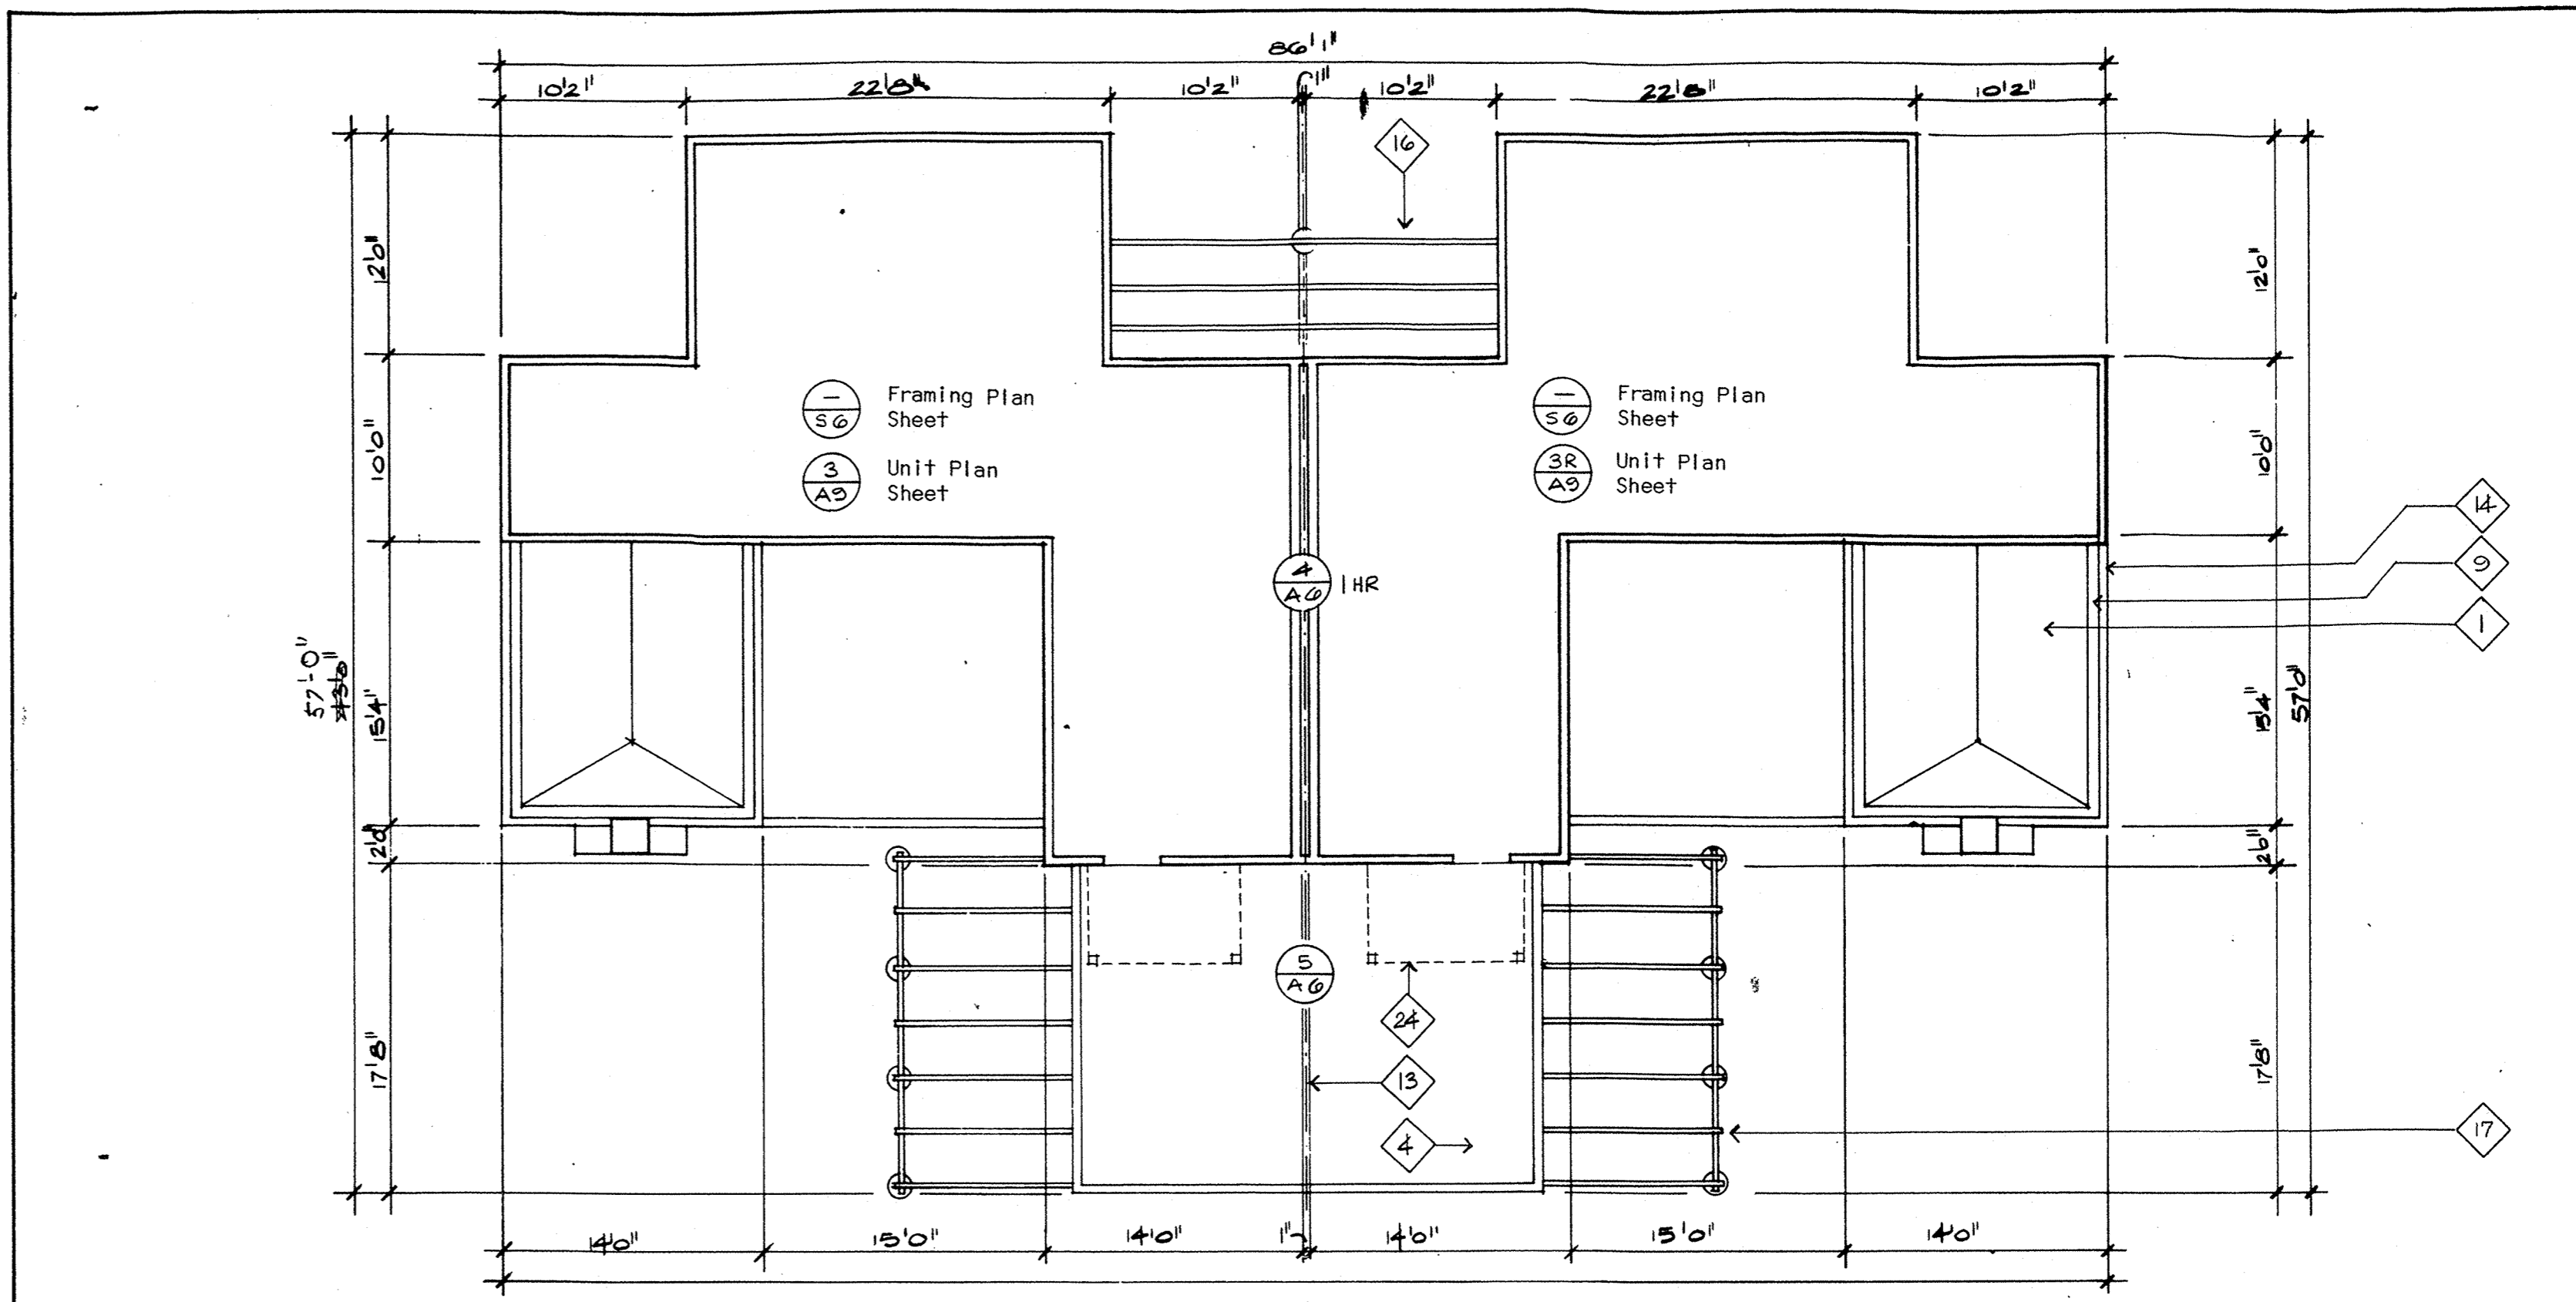 86'1"
10'2" 22'8" 10'2" 1" 10'2" 22'8" 10'2"
16
12'0" 12'0"
— Framing Plan
S6 Sheet
3 Unit Plan
A9 Sheet
— Framing Plan
S6 Sheet
3R Unit Plan
A9 Sheet
10'0" 10'0"
14
9
1
4
A6 1 HR
57'-0"
15'4" 15'4"
57'0"
2'0"
5
A6
24
13
4
17
17'8" 17'8"
14'0" 15'0" 14'0" 1" 14'0" 15'0" 14'0"